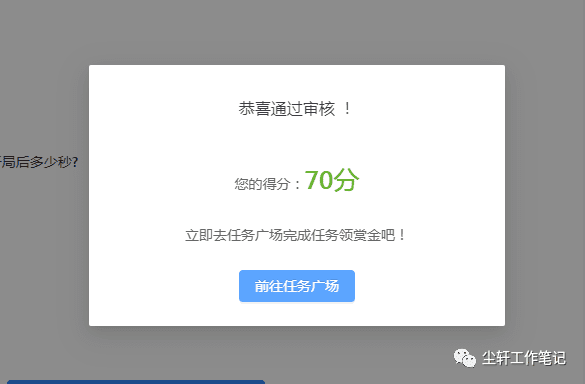 恭喜通过审核 ！
局后多少秒?
您的得分：70分
立即去任务广场完成任务领赏金吧！
前往任务广场
尘轩工作笔记